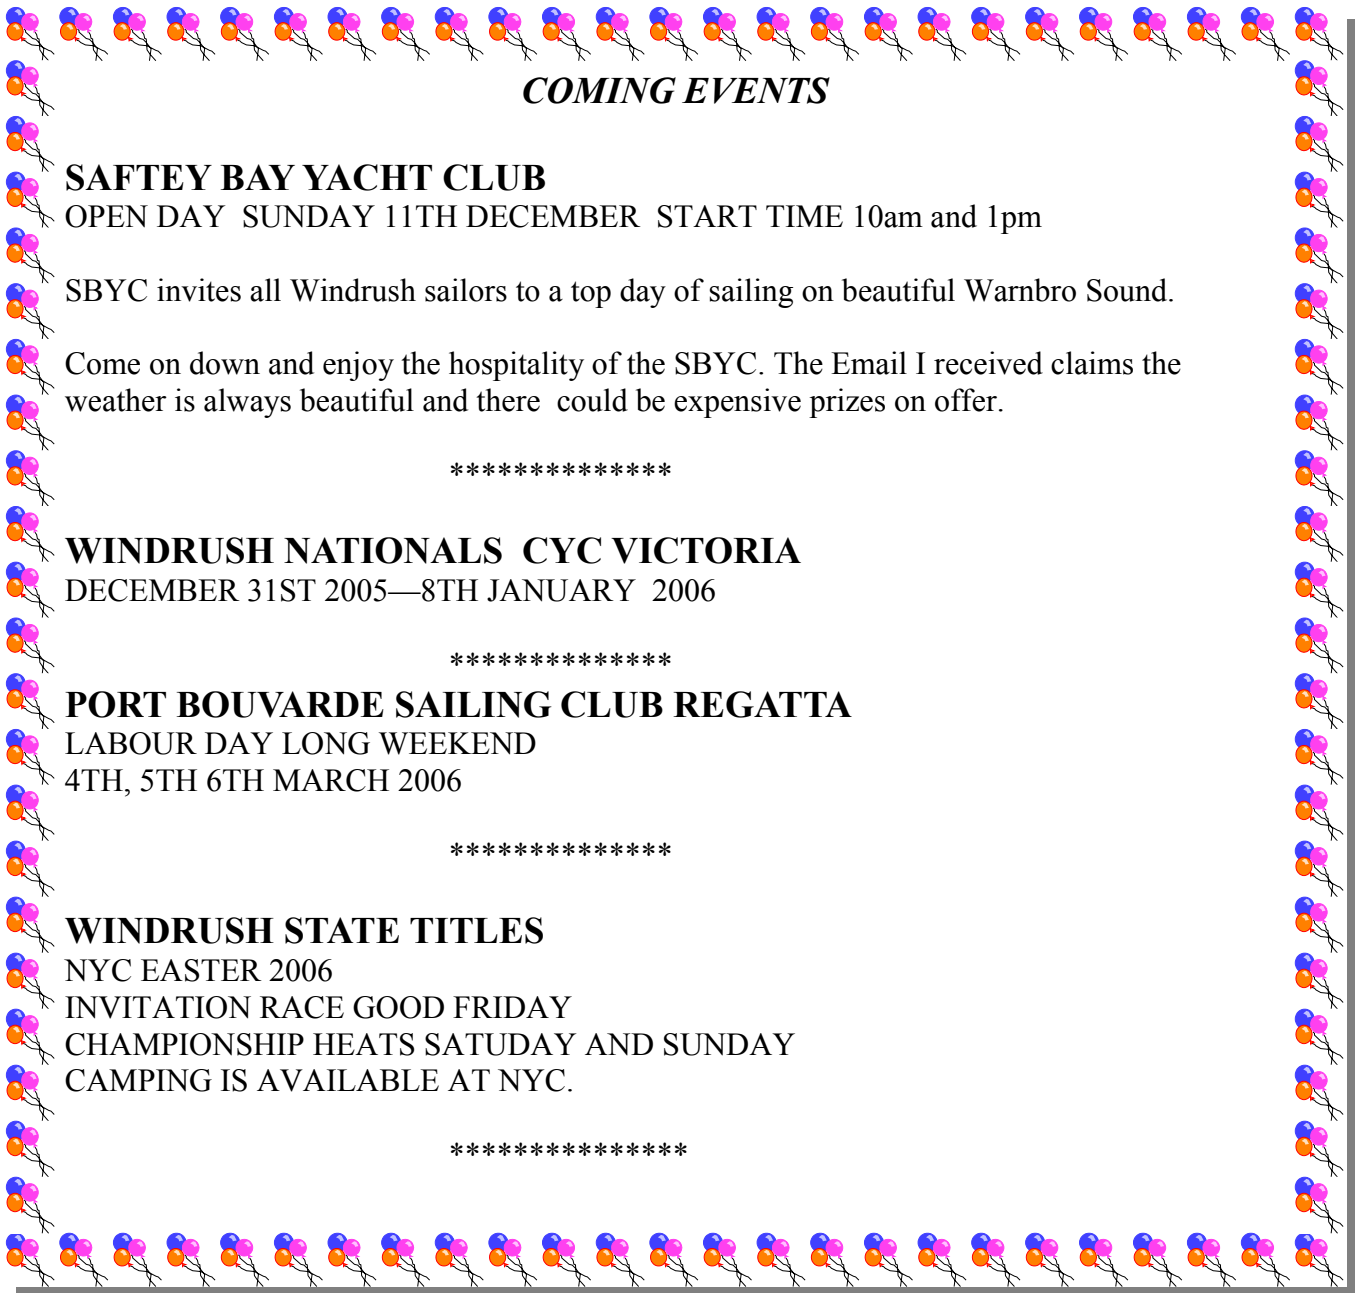 COMING EVENTS
SAFTEY BAY YACHT CLUB
OPEN DAY  SUNDAY 11TH DECEMBER  START TIME 10am and 1pm
SBYC invites all Windrush sailors to a top day of sailing on beautiful Warnbro Sound.
Come on down and enjoy the hospitality of the SBYC. The Email I received claims the
weather is always beautiful and there  could be expensive prizes on offer.
**************
WINDRUSH NATIONALS  CYC VICTORIA
DECEMBER 31ST 2005—8TH JANUARY  2006
**************
PORT BOUVARDE SAILING CLUB REGATTA
LABOUR DAY LONG WEEKEND
4TH, 5TH 6TH MARCH 2006
**************
WINDRUSH STATE TITLES
NYC EASTER 2006
INVITATION RACE GOOD FRIDAY
CHAMPIONSHIP HEATS SATUDAY AND SUNDAY
CAMPING IS AVAILABLE AT NYC.
***************